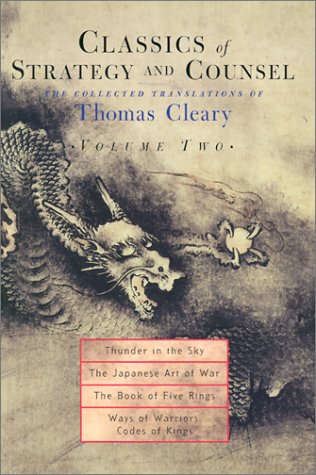 CLASSICS of
STRATEGY AND COUNSEL
THE COLLECTED TRANSLATIONS OF
Thomas Cleary
·VOLUME TWO·
Thunder in the Sky
The Japanese Art of War
The Book of Five Rings
Ways of Warriors,
Codes of Kings